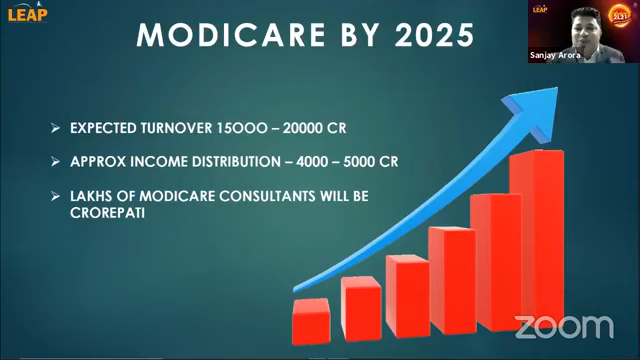 LEAP
MODICARE BY 2025
LEAP
2121
Sanjay Arora
➢ EXPECTED TURNOVER 15OOO – 20000 CR
➢ APPROX INCOME DISTRIBUTION – 4000 – 5000 CR
➢ LAKHS OF MODICARE CONSULTANTS WILL BE
CROREPATI
zoom